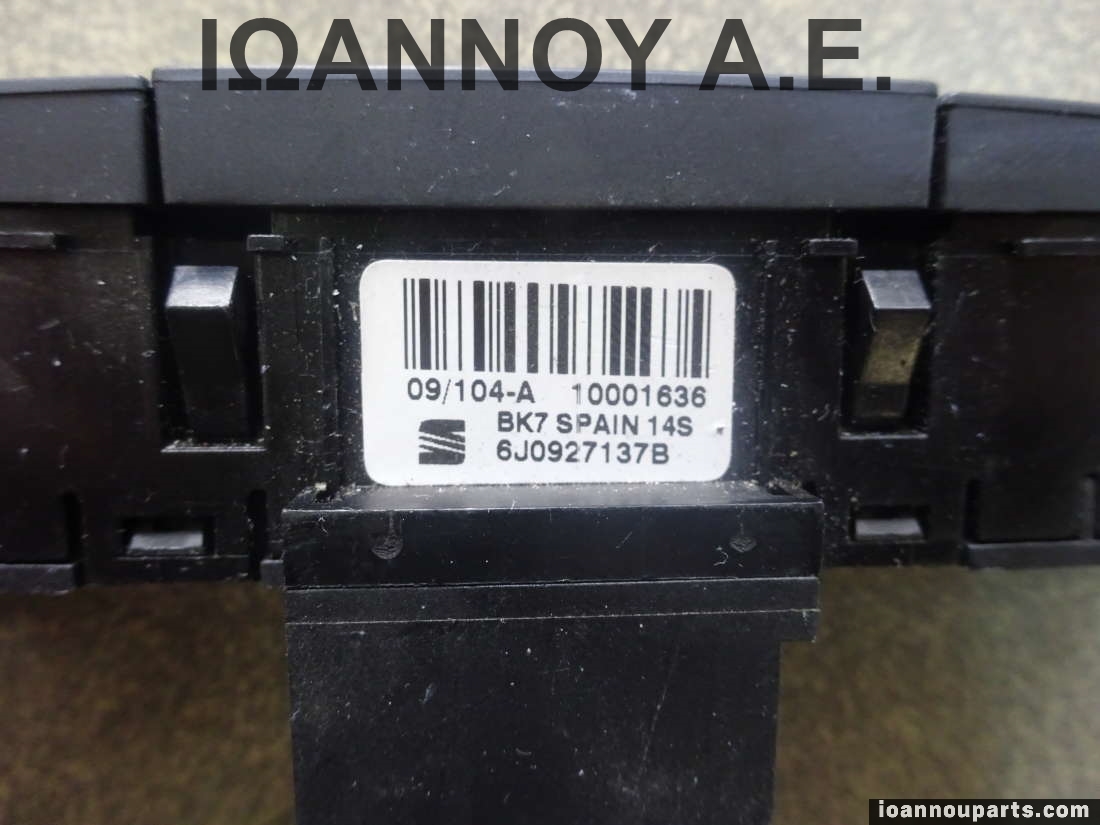 ΙΩΑΝΝΟΥ Α.Ε.
09/104-A 10001636
BK7 SPAIN 14S
6J0927137B
ioannouparts.com